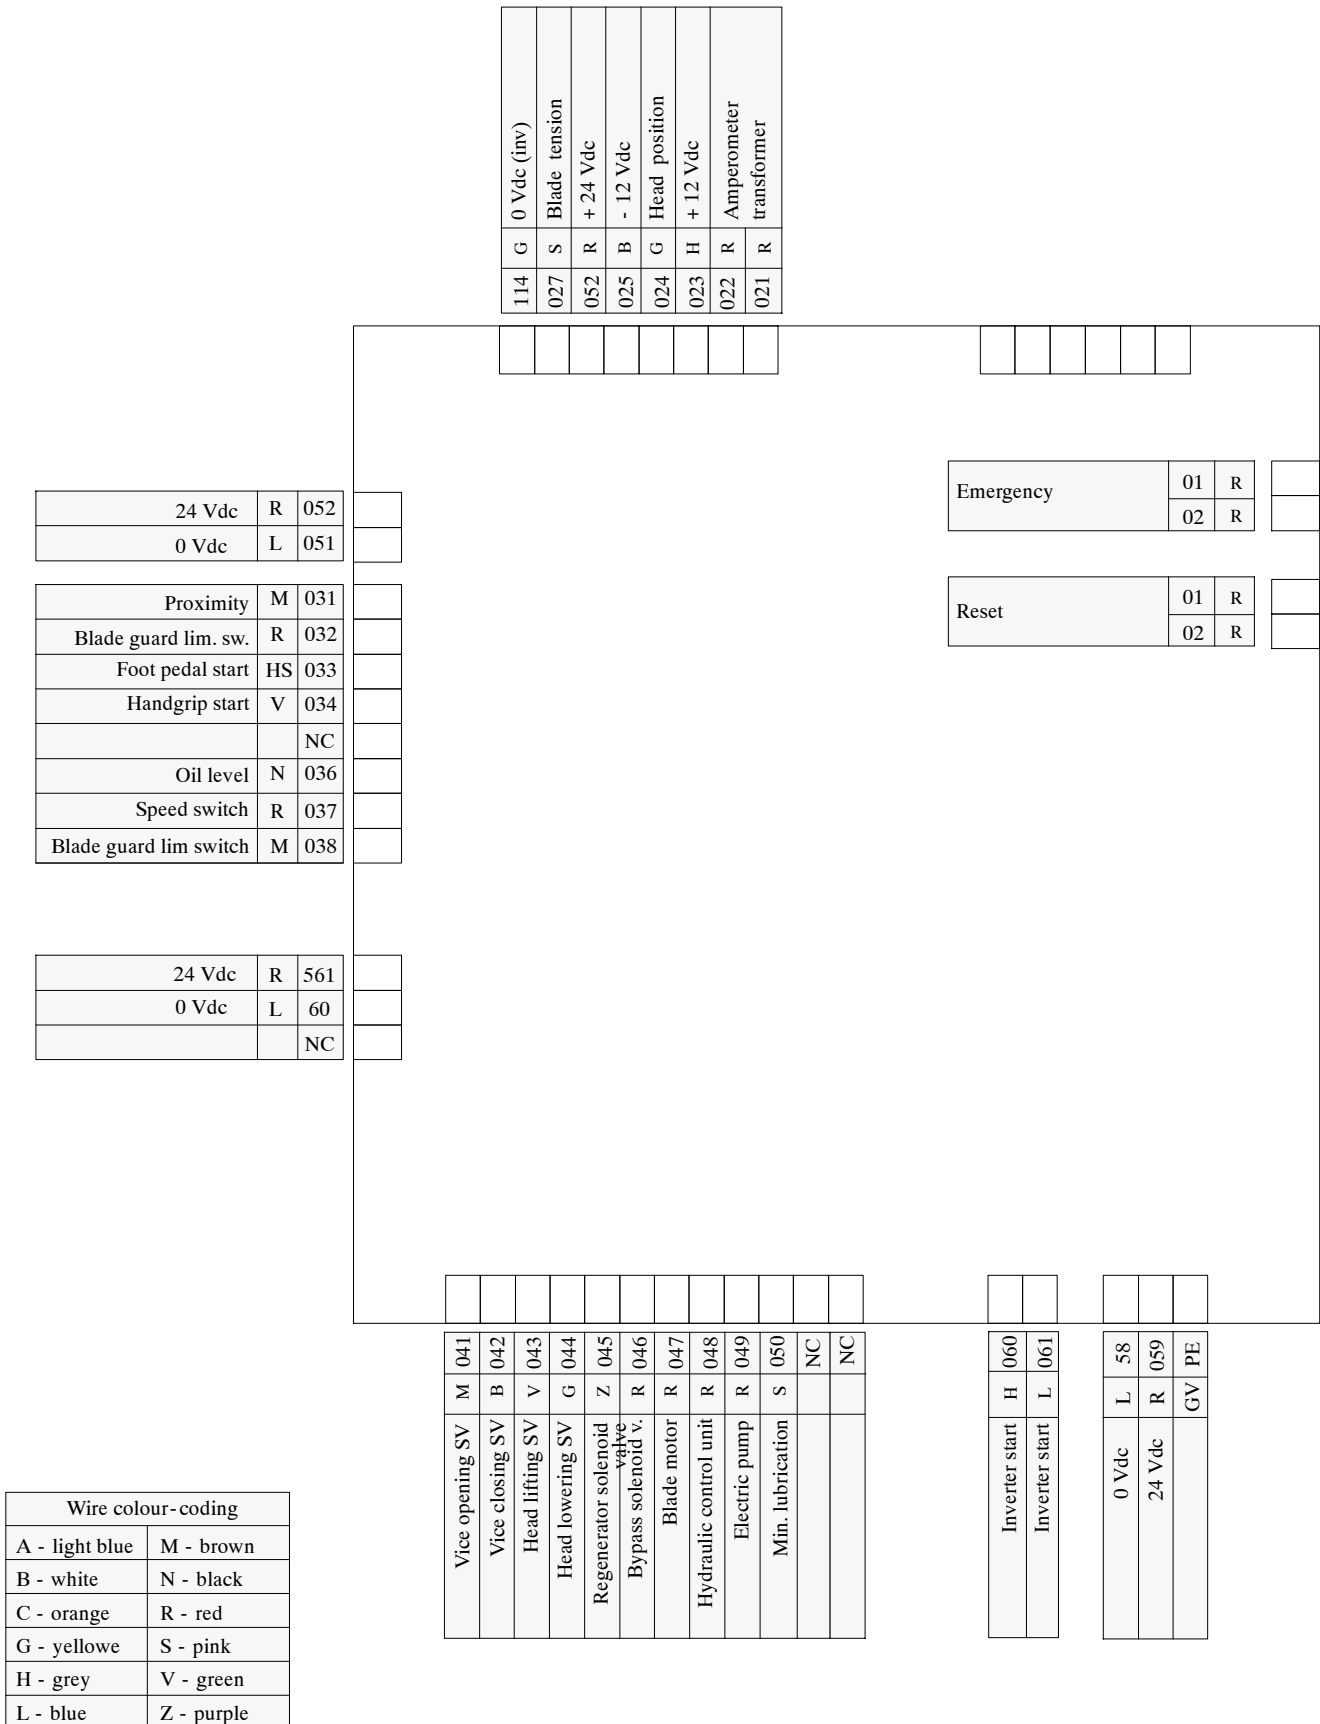 0 Vdc (inv) G 114
Blade tension S 027
+ 24 Vdc R 052
- 12 Vdc B 025
Head position G 024
+ 12 Vdc H 023
Amperometer R 022
transformer R 021
Emergency 01 R
02 R
Reset 01 R
02 R
24 Vdc R 052
0 Vdc L 051
Proximity M 031
Blade guard lim. sw. R 032
Foot pedal start HS 033
Handgrip start V 034
NC
Oil level N 036
Speed switch R 037
Blade guard lim switch M 038
24 Vdc R 561
0 Vdc L 60
NC
041 M Vice opening SV
042 B Vice closing SV
043 V Head lifting SV
044 G Head lowering SV
045 Z Regenerator solenoid
valve
046 R Bypass solenoid v.
047 R Blade motor
048 R Hydraulic control unit
049 R Electric pump
050 S Min. lubrication
NC
NC
060 H Inverter start
061 L Inverter start
58 L 0 Vdc
059 R 24 Vdc
PE GV
Wire colour-coding
A - light blue M - brown
B - white N - black
C - orange R - red
G - yellowe S - pink
H - grey V - green
L - blue Z - purple